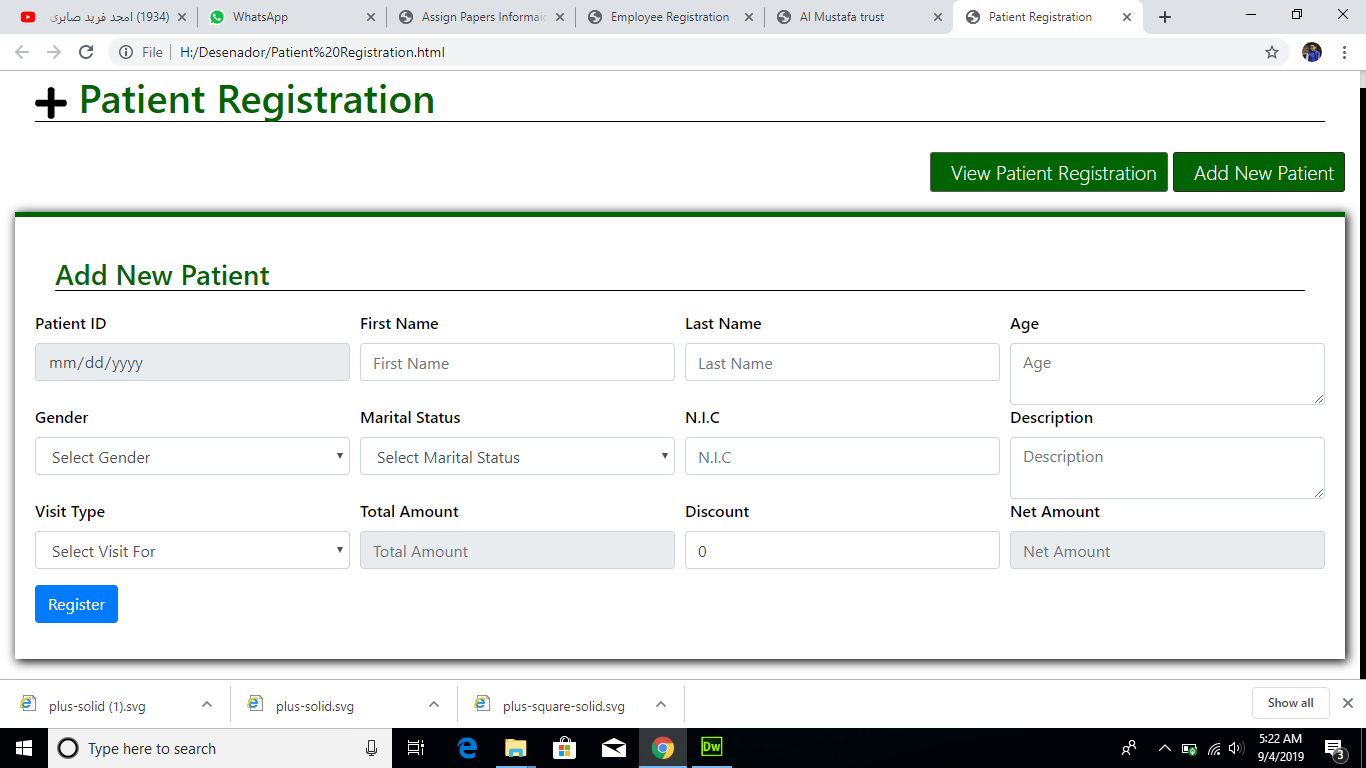 امجد فرید صابری (1934)
WhatsApp
Assign Papers Informaic
Employee Registration
Al Mustafa trust
Patient Registration
File
H:/Desenador/Patient%20Registration.html
Patient Registration
View Patient Registration
Add New Patient
Add New Patient
Patient ID
First Name
Last Name
Age
mm/dd/yyyy
First Name
Last Name
Age
Gender
Marital Status
N.I.C
Description
Select Gender
Select Marital Status
N.I.C
Description
Visit Type
Total Amount
Discount
Net Amount
Select Visit For
Total Amount
0
Net Amount
Register
plus-solid (1).svg
plus-solid.svg
plus-square-solid.svg
Show all
Type here to search
Dw
5:22 AM
9/4/2019
3